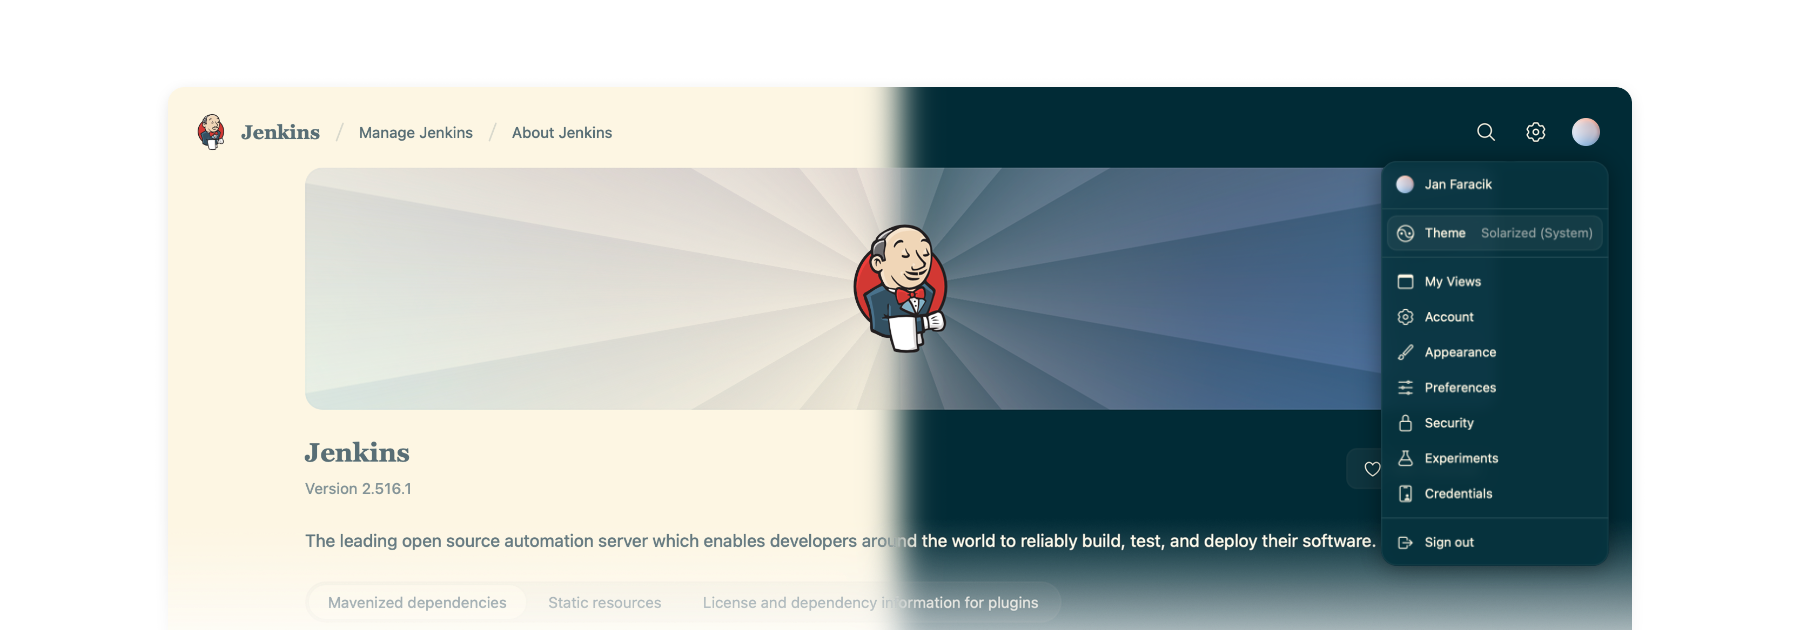 Jenkins / Manage Jenkins / About Jenkins
Jan Faracik
Theme Solarized (System)
My Views
Account
Appearance
Preferences
Security
Experiments
Credentials
Sign out
Jenkins
Version 2.516.1
The leading open source automation server which enables developers around the world to reliably build, test, and deploy their software.
Mavenized dependencies Static resources License and dependency information for plugins